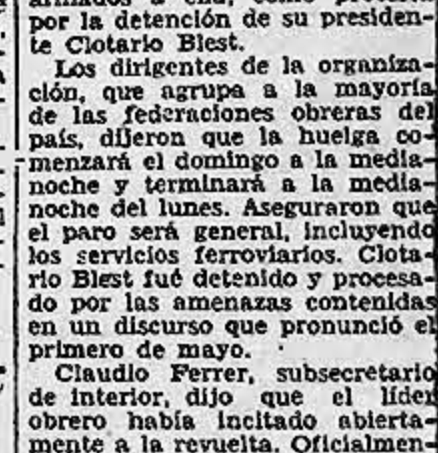 armados a ella, como protesta
por la detención de su presiden-
te Clotario Blest.
Los dirigentes de la organiza-
ción, que agrupa a la mayoría
de las federaciones obreras del
país, dijeron que la huelga co-
menzará el domingo a la media-
noche y terminará a la media-
noche del lunes. Aseguraron que
el paro será general, incluyendo
los servicios ferroviarios. Clota-
rio Blest fué detenido y procesa-
do por las amenazas contenidas
en un discurso que pronunció el
primero de mayo.
Claudio Ferrer, subsecretario
de interior, dijo que el líder
obrero había incitado abierta-
mente a la revuelta. Oficialmen-